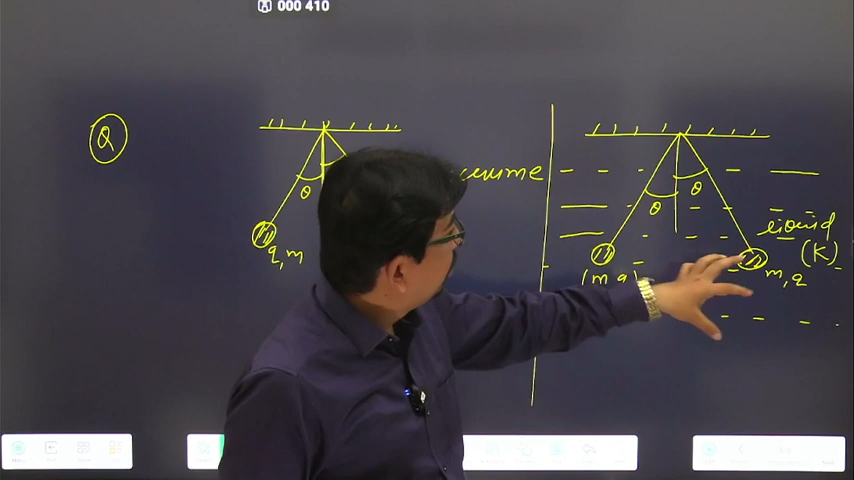 000 410
Q
θ
q, m
θ
θ
(m q)
liquid
(K)
m, q